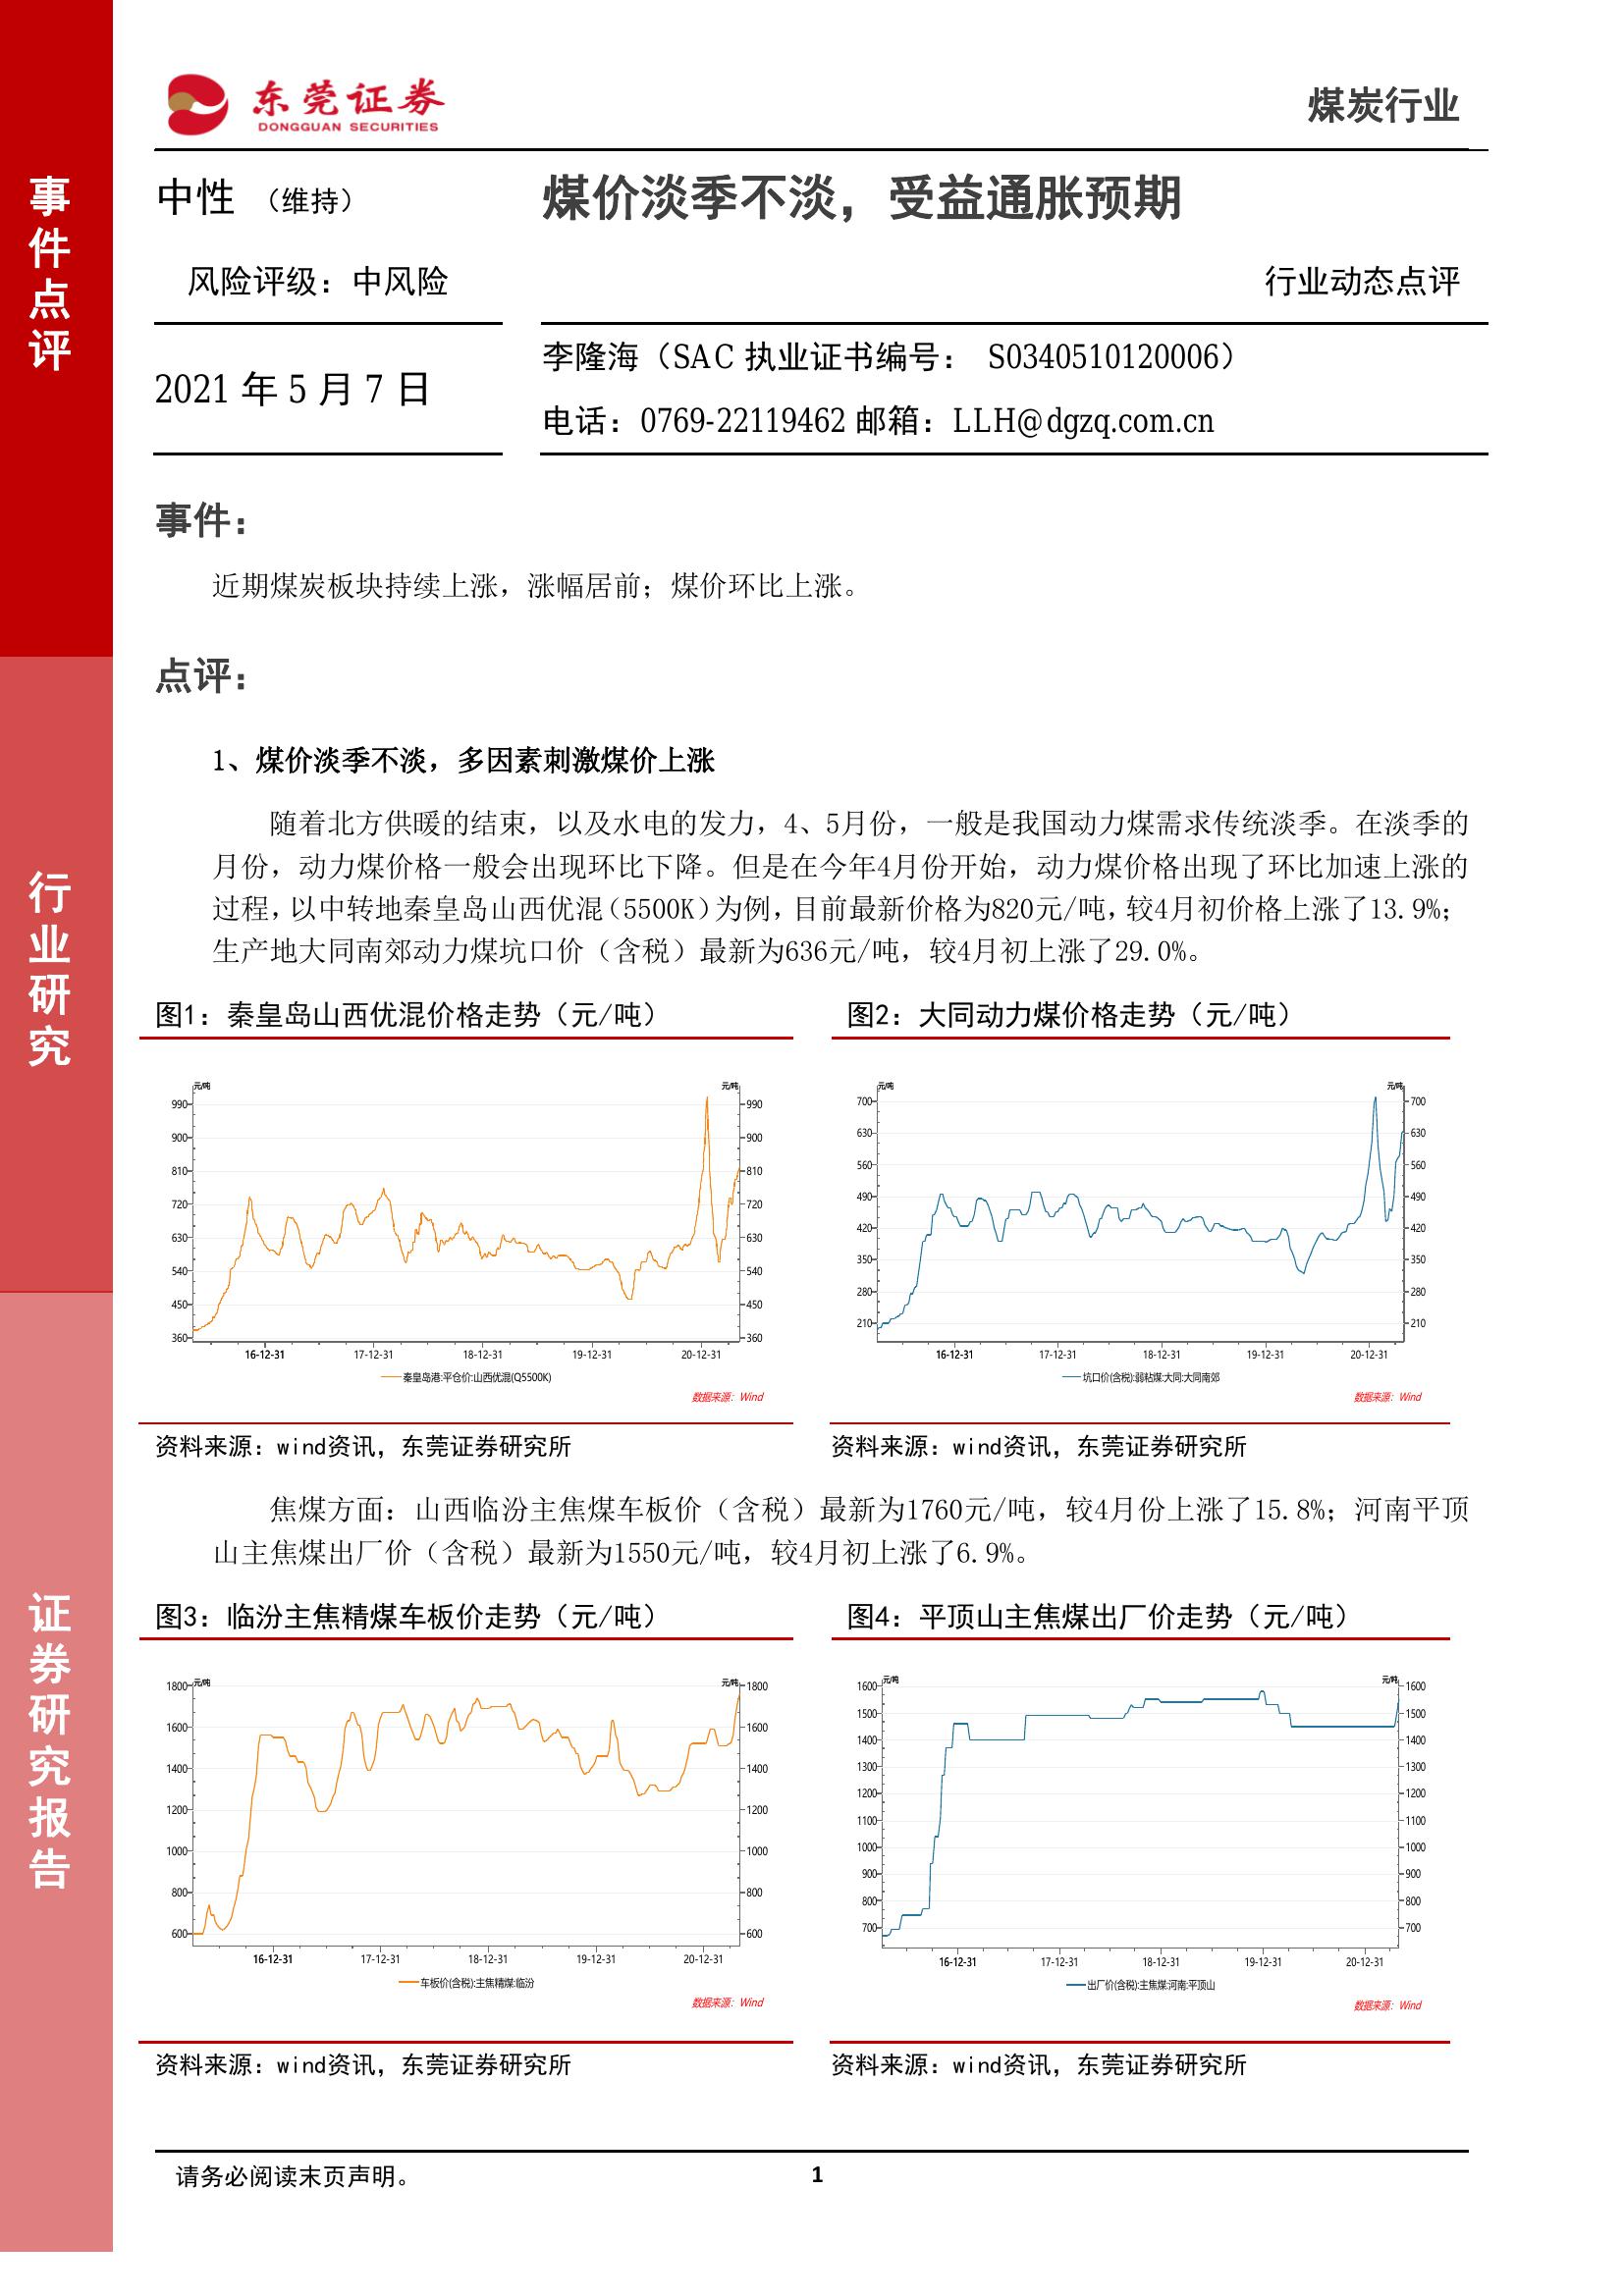 东莞证券
DONGGUAN SECURITIES
煤炭行业
事件点评
行业研究
证券研究报告
中性 （维持）
煤价淡季不淡，受益通胀预期
风险评级：中风险
行业动态点评
2021 年 5 月 7 日
李隆海（SAC 执业证书编号： S0340510120006）
电话：0769-22119462 邮箱：LLH@dgzq.com.cn
事件：
近期煤炭板块持续上涨，涨幅居前；煤价环比上涨。
点评：
1、煤价淡季不淡，多因素刺激煤价上涨
随着北方供暖的结束，以及水电的发力，4、5月份，一般是我国动力煤需求传统淡季。在淡季的
月份，动力煤价格一般会出现环比下降。但是在今年4月份开始，动力煤价格出现了环比加速上涨的
过程，以中转地秦皇岛山西优混（5500K）为例，目前最新价格为820元/吨，较4月初价格上涨了13.9%；
生产地大同南郊动力煤坑口价（含税）最新为636元/吨，较4月初上涨了29.0%。
图1：秦皇岛山西优混价格走势（元/吨）
元/吨 元/吨
990 990
900 900
810 810
720 720
630 630
540 540
450 450
360 360
16-12-31 17-12-31 18-12-31 19-12-31 20-12-31
秦皇岛港:平仓价:山西优混(Q5500K)
数据来源：Wind
资料来源：wind资讯，东莞证券研究所
图2：大同动力煤价格走势（元/吨）
元/吨 元/吨
700 700
630 630
560 560
490 490
420 420
350 350
280 280
210 210
16-12-31 17-12-31 18-12-31 19-12-31 20-12-31
坑口价(含税):弱粘煤:大同:大同南郊
数据来源：Wind
资料来源：wind资讯，东莞证券研究所
焦煤方面：山西临汾主焦煤车板价（含税）最新为1760元/吨，较4月份上涨了15.8%；河南平顶
山主焦煤出厂价（含税）最新为1550元/吨，较4月初上涨了6.9%。
图3：临汾主焦精煤车板价走势（元/吨）
元/吨 元/吨
1800 1800
1600 1600
1400 1400
1200 1200
1000 1000
800 800
600 600
16-12-31 17-12-31 18-12-31 19-12-31 20-12-31
车板价(含税):主焦精煤:临汾
数据来源：Wind
资料来源：wind资讯，东莞证券研究所
图4：平顶山主焦煤出厂价走势（元/吨）
元/吨 元/吨
1600 1600
1500 1500
1400 1400
1300 1300
1200 1200
1100 1100
1000 1000
900 900
800 800
700 700
16-12-31 17-12-31 18-12-31 19-12-31 20-12-31
出厂价(含税):主焦煤:河南:平顶山
数据来源：Wind
资料来源：wind资讯，东莞证券研究所
请务必阅读末页声明。
1